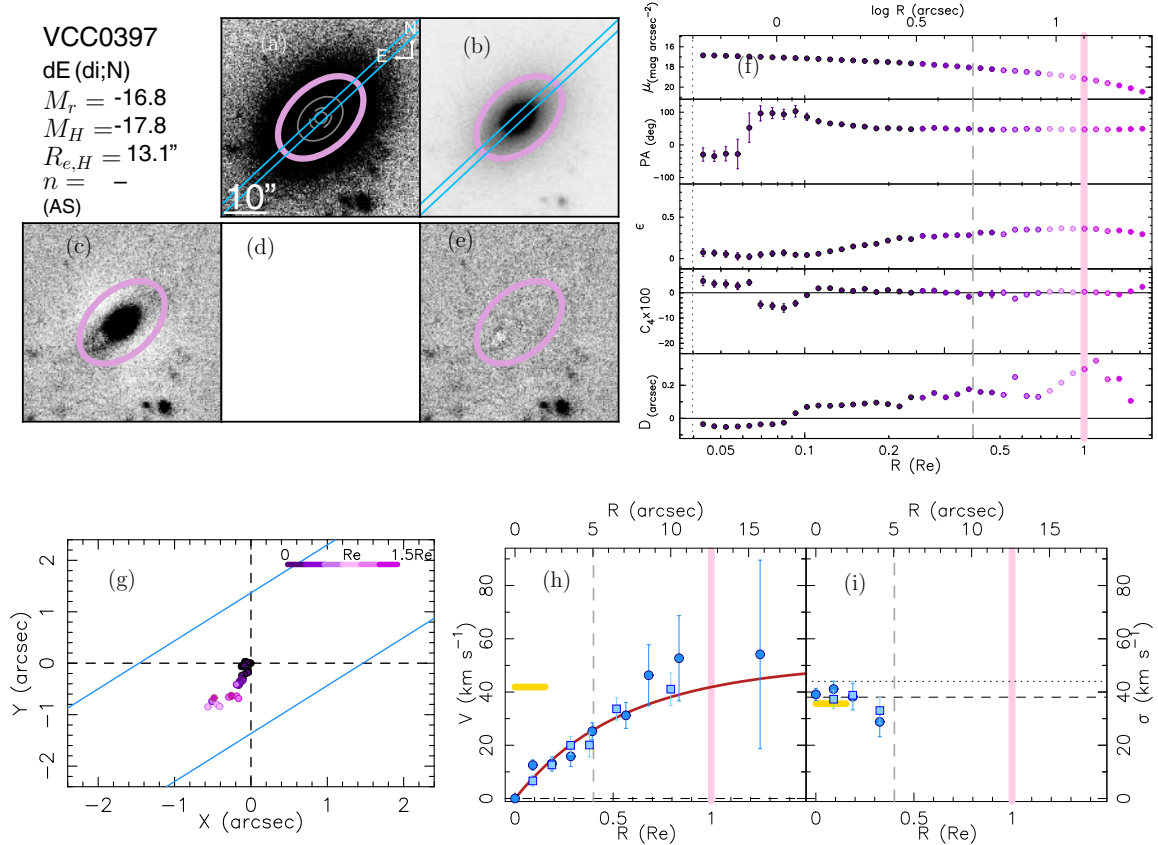 VCC0397
dE (di;N)
M_r = -16.8
M_H = -17.8
R_{e,H} = 13.1"
n = –
(AS)
(a)
N
E
10"
(b)
(c)
(d)
(e)
log R (arcsec)
0 0.5 1
(f)
μ(mag arcsec⁻²)
16
18
20
PA (deg)
100
0
−100
ϵ
0.5
0
C₄x100
0
−10
−20
D (arcsec)
0.2
0
0.05 0.1 0.2 0.5 1
R (Re)
(g)
0 Re 1.5Re
Y (arcsec)
2
1
0
−1
−2
−2 −1 0 1 2
X (arcsec)
R (arcsec)
0 5 10 15
(h)
V (km s⁻¹)
80
60
40
20
0
0 1
R (Re)
R (arcsec)
0 5 10 15
(i)
80
60
40
20
0
σ (km s⁻¹)
0 1
R (Re)